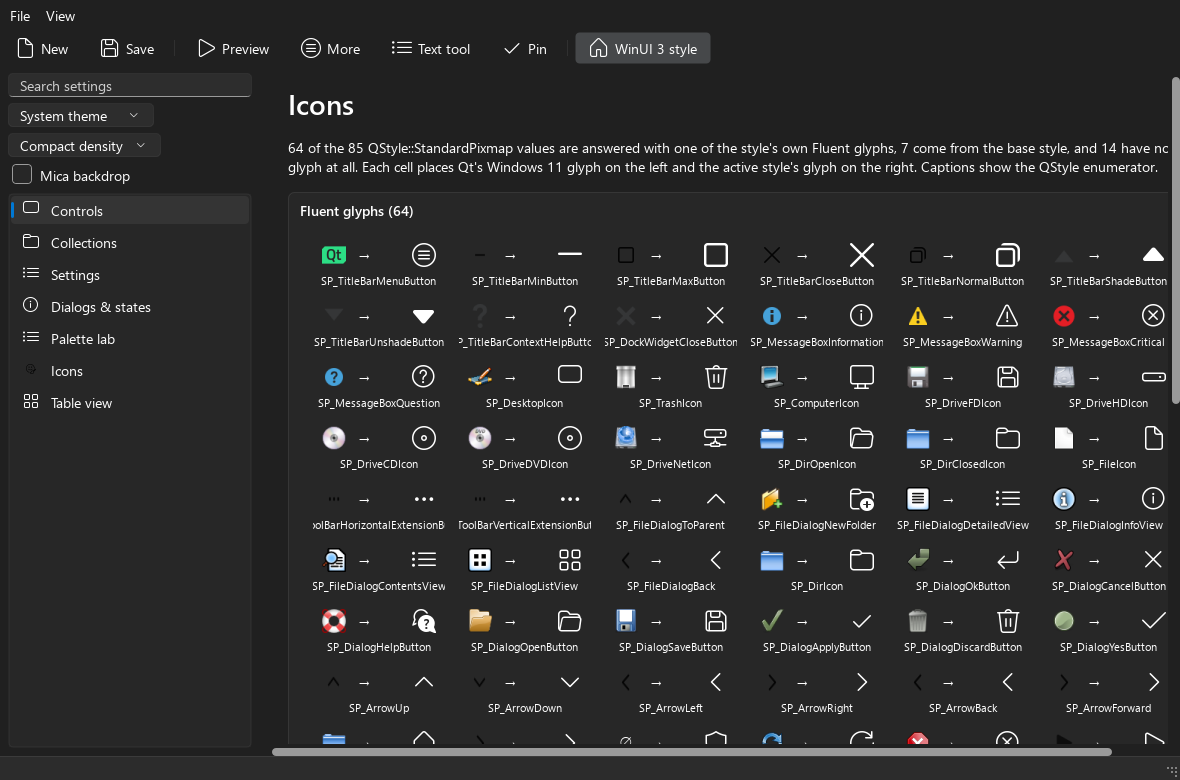 File View
New Save Preview More Text tool Pin WinUI 3 style
Search settings
System theme
Compact density
Mica backdrop
Controls
Collections
Settings
Dialogs & states
Palette lab
Icons
Table view
Icons
64 of the 85 QStyle::StandardPixmap values are answered with one of the style's own Fluent glyphs, 7 come from the base style, and 14 have no
glyph at all. Each cell places Qt's Windows 11 glyph on the left and the active style's glyph on the right. Captions show the QStyle enumerator.
Fluent glyphs (64)
Qt
SP_TitleBarMenuButton SP_TitleBarMinButton SP_TitleBarMaxButton SP_TitleBarCloseButton SP_TitleBarNormalButton SP_TitleBarShadeButton
SP_TitleBarUnshadeButton P_TitleBarContextHelpButto SP_DockWidgetCloseButton SP_MessageBoxInformation SP_MessageBoxWarning SP_MessageBoxCritical
SP_MessageBoxQuestion SP_DesktopIcon SP_TrashIcon SP_ComputerIcon SP_DriveFDIcon SP_DriveHDIcon
DVD
SP_DriveCDIcon SP_DriveDVDIcon SP_DriveNetIcon SP_DirOpenIcon SP_DirClosedIcon SP_FileIcon
oolBarHorizontalExtensionB ToolBarVerticalExtensionBut SP_FileDialogToParent SP_FileDialogNewFolder SP_FileDialogDetailedView SP_FileDialogInfoView
SP_FileDialogContentsView SP_FileDialogListView SP_FileDialogBack SP_DirIcon SP_DialogOkButton SP_DialogCancelButton
SP_DialogHelpButton SP_DialogOpenButton SP_DialogSaveButton SP_DialogApplyButton SP_DialogDiscardButton SP_DialogYesButton
SP_ArrowUp SP_ArrowDown SP_ArrowLeft SP_ArrowRight SP_ArrowBack SP_ArrowForward